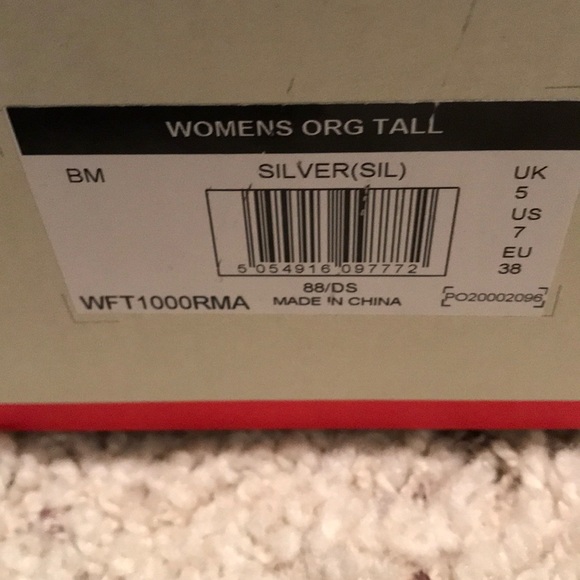 WOMENS ORG TALL
BM
SILVER(SIL)
UK
5
US
7
EU
38
5 054916 097772
88/DS
MADE IN CHINA
WFT1000RMA
PO20002096